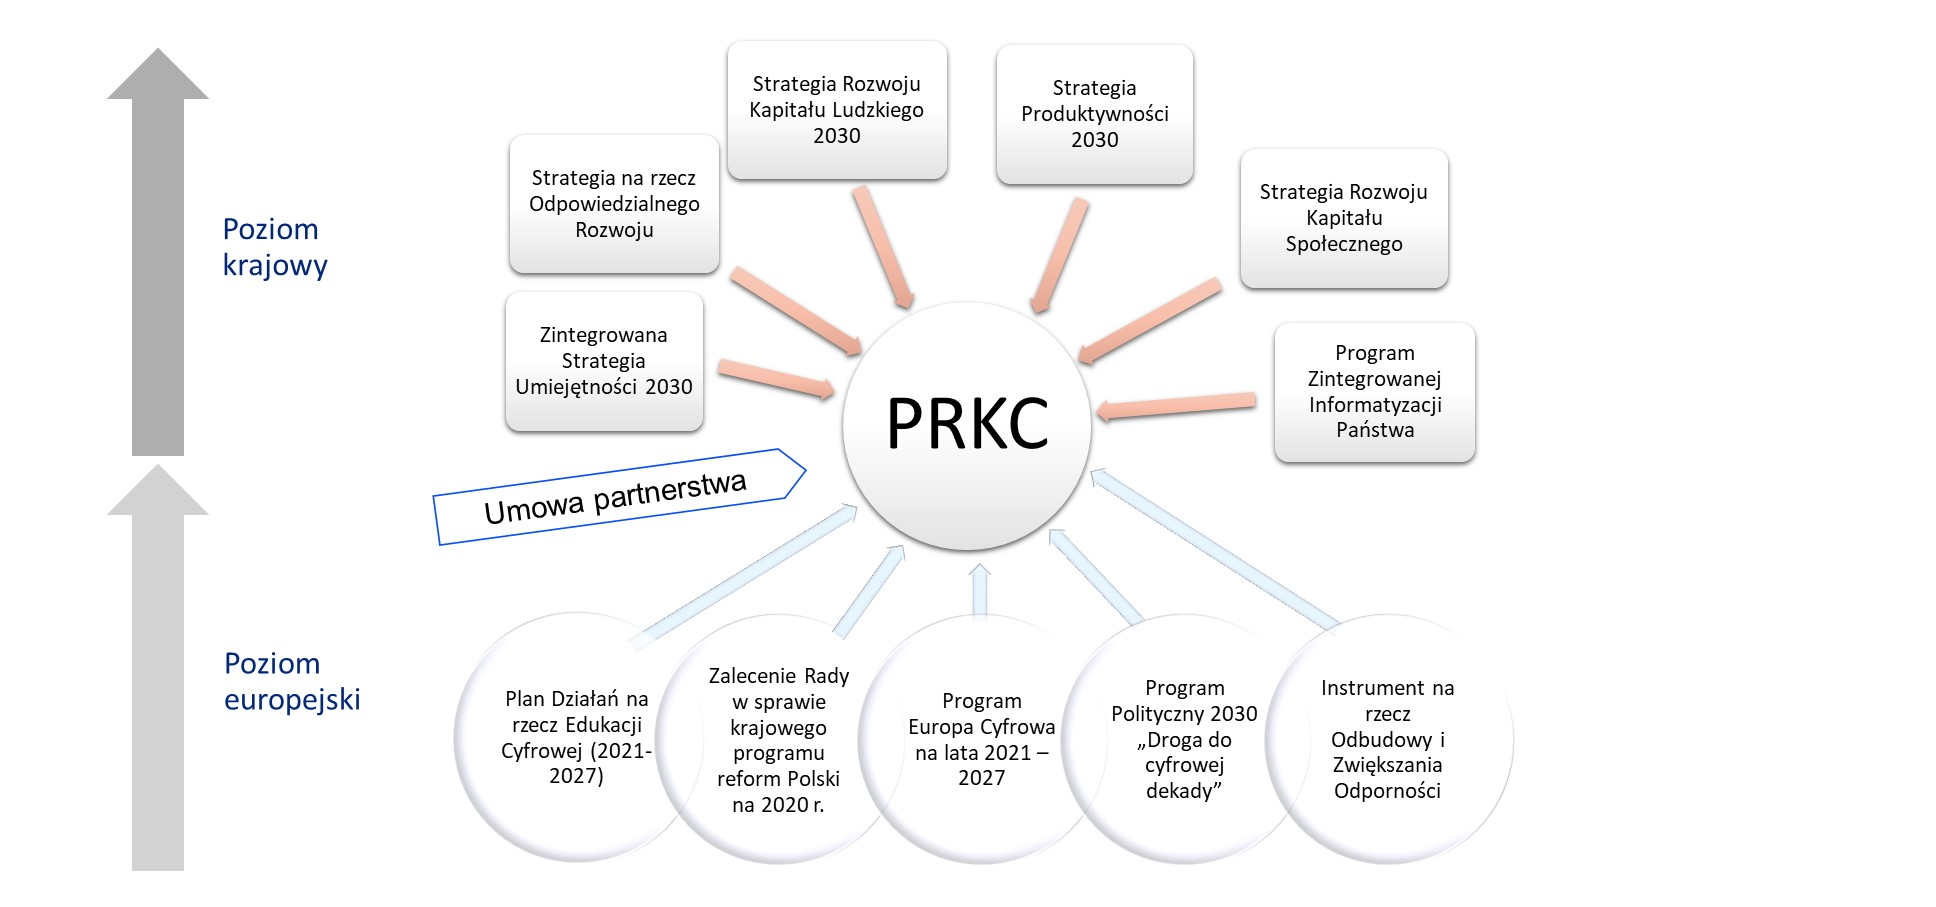 Strategia Rozwoju
Kapitału Ludzkiego
2030
Strategia
Produktywności
2030
Strategia na rzecz
Odpowiedzialnego
Rozwoju
Strategia Rozwoju
Kapitału
Społecznego
Poziom
krajowy
Zintegrowana
Strategia
Umiejętności 2030
Program
Zintegrowanej
Informatyzacji
Państwa
PRKC
Umowa partnerstwa
Poziom
europejski
Plan Działań na
rzecz Edukacji
Cyfrowej (2021-
2027)
Zalecenie Rady
w sprawie
krajowego
programu
reform Polski
na 2020 r.
Program
Europa Cyfrowa
na lata 2021 –
2027
Program
Polityczny 2030
„Droga do
cyfrowej
dekady”
Instrument na
rzecz
Odbudowy i
Zwiększania
Odporności